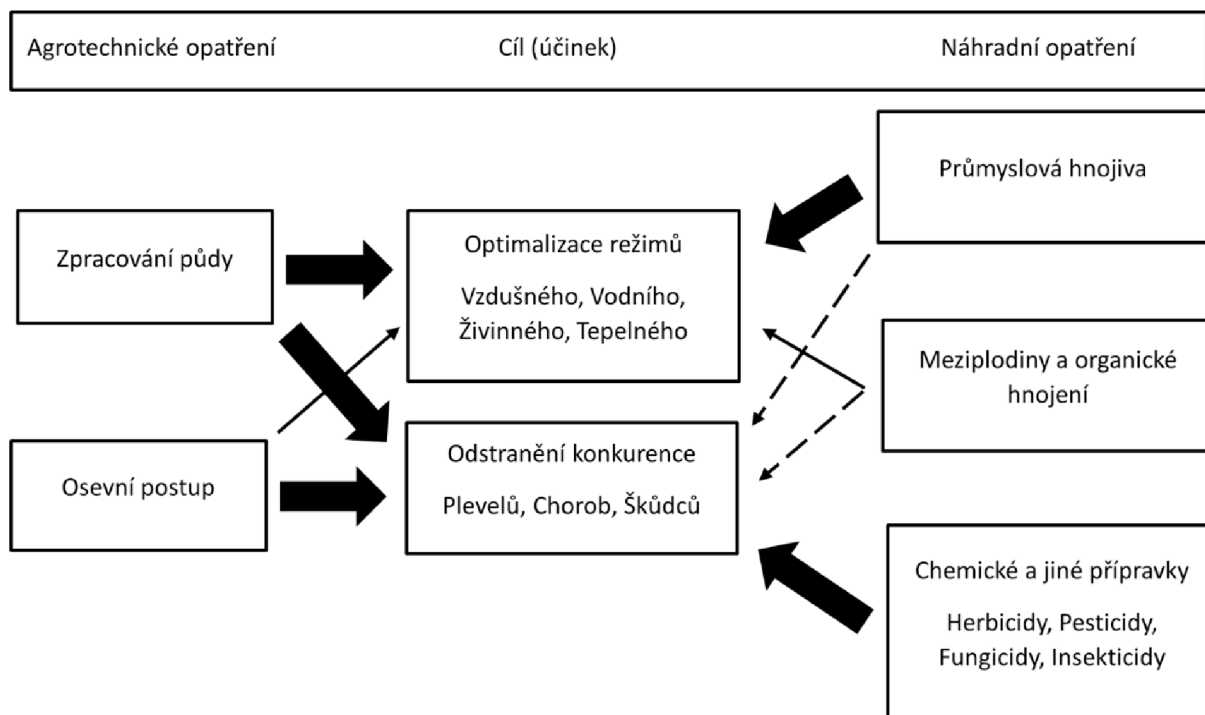 Agrotechnické opatření
Cíl (účinek)
Náhradní opatření
Zpracování půdy
Osevní postup
Optimalizace režimů
Vzdušného, Vodního,
Živinného, Tepelného
Odstranění konkurence
Plevelů, Chorob, Škůdců
Průmyslová hnojiva
Meziplodiny a organické
hnojení
Chemické a jiné přípravky
Herbicidy, Pesticidy,
Fungicidy, Insekticidy